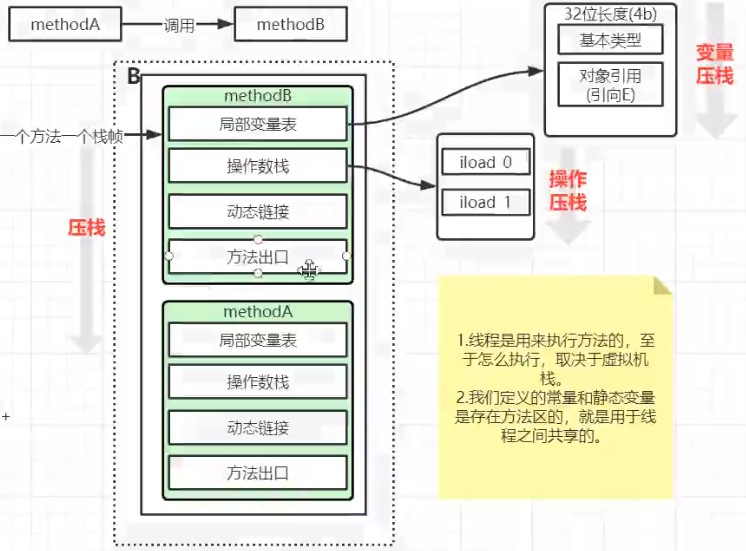 methodA
调用
methodB
32位长度(4b)
基本类型
对象引用
(引向E)
变量
压栈
B
methodB
局部变量表
一个方法一个栈帧
操作数栈
动态链接
方法出口
压栈
iload_0
iload_1
操作
压栈
methodA
局部变量表
操作数栈
动态链接
方法出口
1.线程是用来执行方法的，至
于怎么执行，取决于虚拟机
栈。
2.我们定义的常量和静态变量
是存在方法区的，就是用于线
程之间共享的。
+